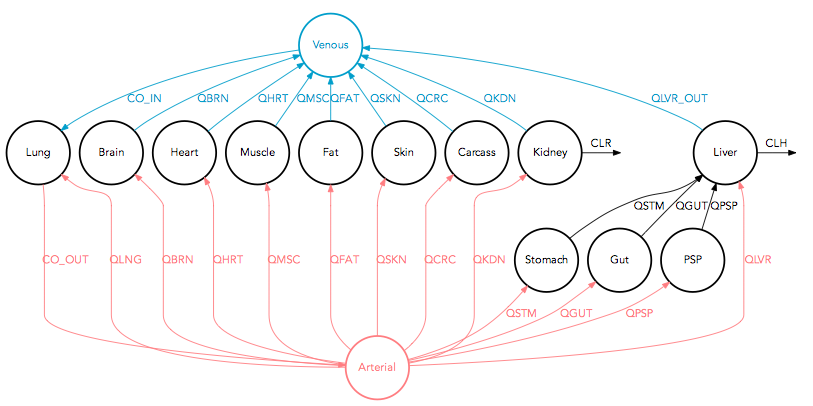 Venous
CO_IN QBRN QHRT QMSC QFAT QSKN QCRC QKDN QLVR_OUT
Lung Brain Heart Muscle Fat Skin Carcass Kidney CLR Liver CLH
QSTM QGUT QPSP
CO_OUT QLNG QBRN QHRT QMSC QFAT QSKN QCRC QKDN Stomach Gut PSP QLVR
QSTM QGUT QPSP
Arterial